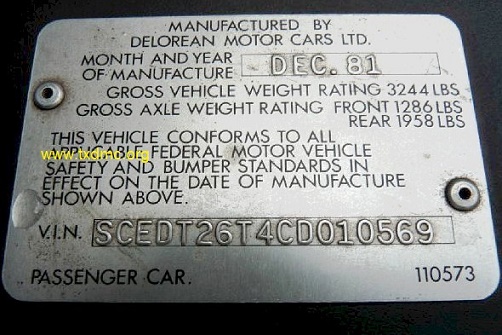 MANUFACTURED BY
DELOREAN MOTOR CARS LTD.
MONTH AND YEAR
OF MANUFACTURE DEC. 81
GROSS VEHICLE WEIGHT RATING 3244 LBS
GROSS AXLE WEIGHT RATING FRONT 1286 LBS
REAR 1958 LBS
THIS VEHICLE CONFORMS TO ALL
www.txdmc.org
FEDERAL MOTOR VEHICLE
SAFETY AND BUMPER STANDARDS IN
EFFECT ON THE DATE OF MANUFACTURE
SHOWN ABOVE.
V.I.N. SCEDT26T4CD010569
PASSENGER CAR. 110573